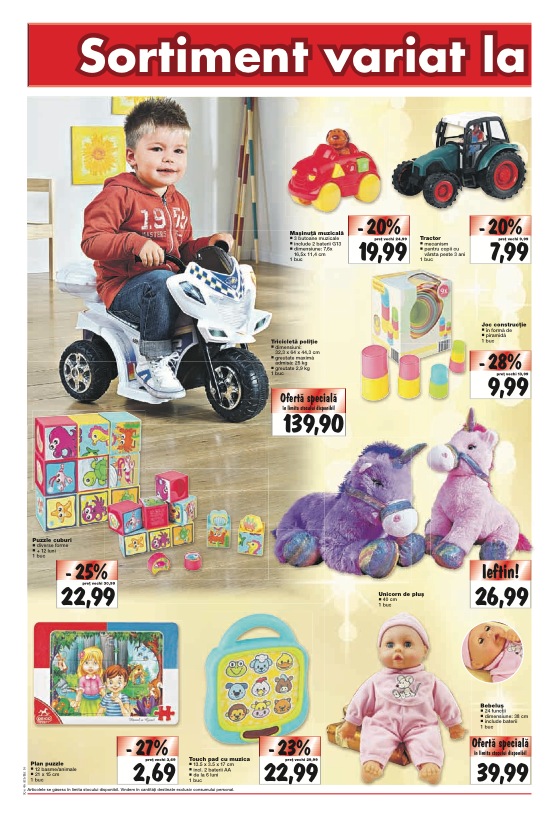 Sortiment variat la
Mașinuță muzicală
3 butoane muzicale
include 2 baterii G13
dimensiune: 7,6x
16,5x 11,4 cm
1 buc
- 20%
preț vechi 24,99
19,99
Tractor
mecanism
pentru copii cu
vârsta peste 3 ani
1 buc
- 20%
preț vechi 9,99
7,99
Joc construcție
în formă de
piramidă
1 buc
- 28%
preț vechi 13,99
9,99
Tricicletă poliție
dimensiuni:
32,3 x 64 x 44,3 cm
greutate maximă
admisă: 25 kg
greutate 2,9 kg
1 buc
Ofertă specială
în limita stocului disponibil
139,90
Puzzle cuburi
diverse forme
+ 12 luni
1 buc
- 25%
preț vechi 30,99
22,99
Unicorn de pluș
40 cm
1 buc
Ieftin!
26,99
Plan puzzle
12 basme/animale
21 x 15 cm
1 buc
- 27%
preț vechi 3,69
2,69
Touch pad cu muzica
19,5 x 3,5 x 17 cm
incl. 2 baterii AA
de la 6 luni
1 buc
- 23%
preț vechi 29,99
22,99
Bebeluș
24 funcții
dimensiune: 38 cm
include baterii
1 buc
Ofertă specială
în limita stocului disponibil
39,99
Articolele se găsesc în limita stocului disponibil. Vindem în cantități destinate exclusiv consumului personal.